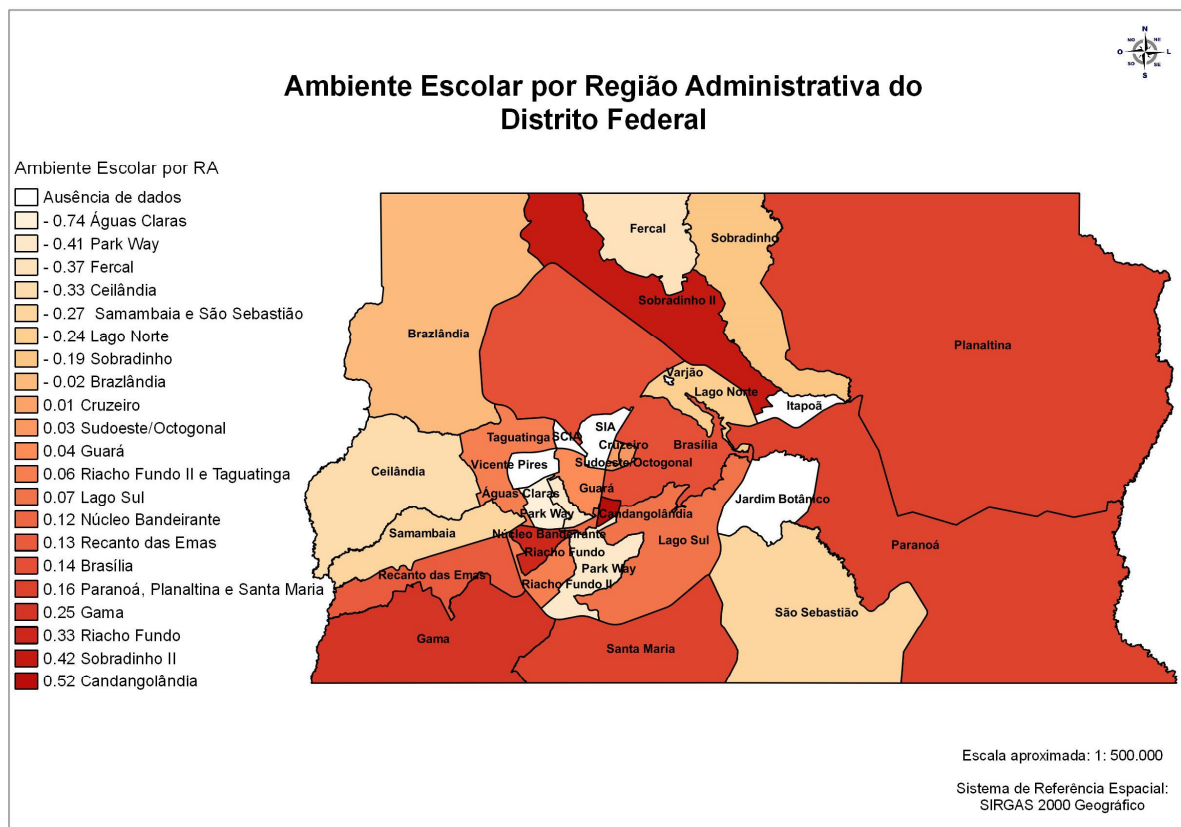 N
NO NE
O L
SO SE
S
Ambiente Escolar por Região Administrativa do
Distrito Federal
Ambiente Escolar por RA
Ausência de dados
- 0.74 Águas Claras
- 0.41 Park Way
- 0.37 Fercal
- 0.33 Ceilândia
- 0.27 Samambaia e São Sebastião
- 0.24 Lago Norte
- 0.19 Sobradinho
- 0.02 Brazlândia
0.01 Cruzeiro
0.03 Sudoeste/Octogonal
0.04 Guará
0.06 Riacho Fundo II e Taguatinga
0.07 Lago Sul
0.12 Núcleo Bandeirante
0.13 Recanto das Emas
0.14 Brasília
0.16 Paranoá, Planaltina e Santa Maria
0.25 Gama
0.33 Riacho Fundo
0.42 Sobradinho II
0.52 Candangolândia
Fercal
Sobradinho
Sobradinho II
Brazlândia
Planaltina
Varjão
Lago Norte
Itapoã
SIA
Taguatinga
SCIA
Cruzeiro
Brasília
Vicente Pires
Sudoeste/Octogonal
Ceilândia
Águas Claras
Guará
Jardim Botânico
Park Way
Candangolândia
Samambaia
Núcleo Bandeirante
Lago Sul
Paranoá
Riacho Fundo
Park Way
Recanto das Emas
Riacho Fundo II
São Sebastião
Gama
Santa Maria
Escala aproximada: 1: 500.000
Sistema de Referência Espacial:
SIRGAS 2000 Geográfico